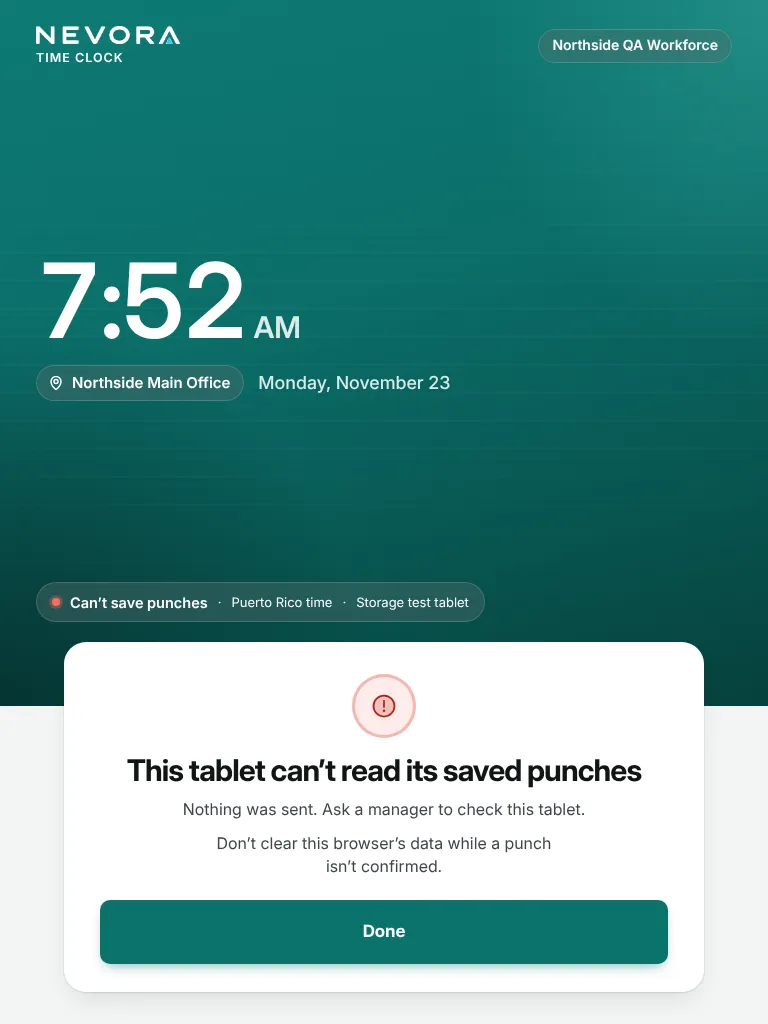 NEVORA
TIME CLOCK
Northside QA Workforce
7:52 AM
Northside Main Office
Monday, November 23
Can’t save punches · Puerto Rico time · Storage test tablet
This tablet can’t read its saved punches
Nothing was sent. Ask a manager to check this tablet.
Don’t clear this browser’s data while a punch
isn’t confirmed.
Done